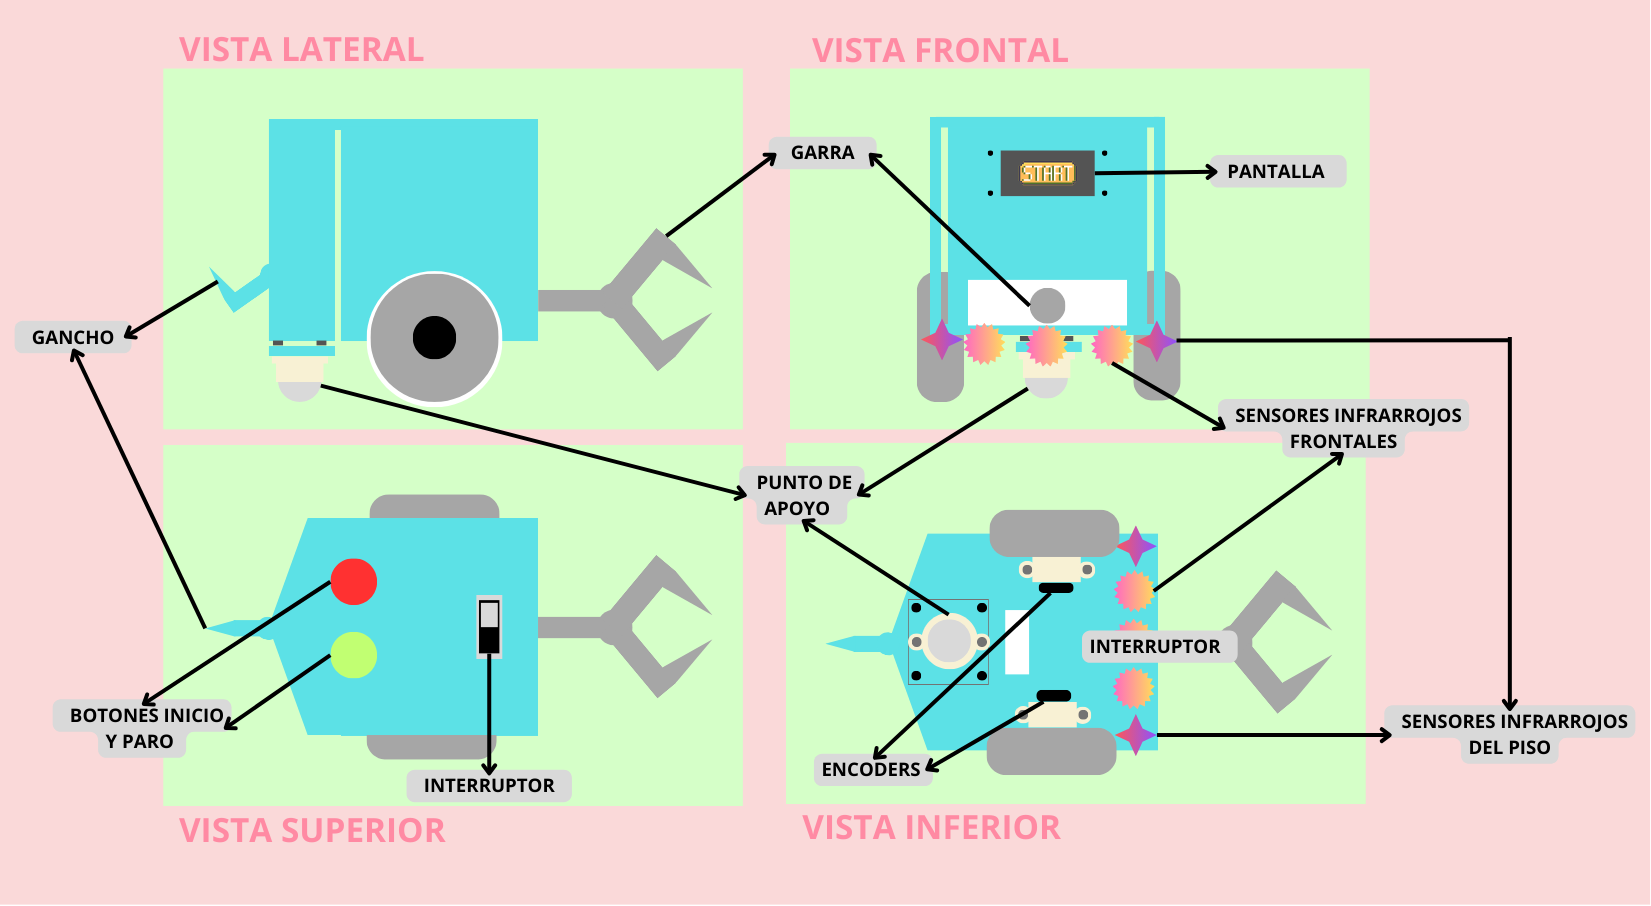 VISTA LATERAL
VISTA FRONTAL
GARRA
START
PANTALLA
GANCHO
SENSORES INFRARROJOS
FRONTALES
PUNTO DE
APOYO
INTERRUPTOR
BOTONES INICIO
Y PARO
SENSORES INFRARROJOS
DEL PISO
ENCODERS
INTERRUPTOR
VISTA SUPERIOR
VISTA INFERIOR